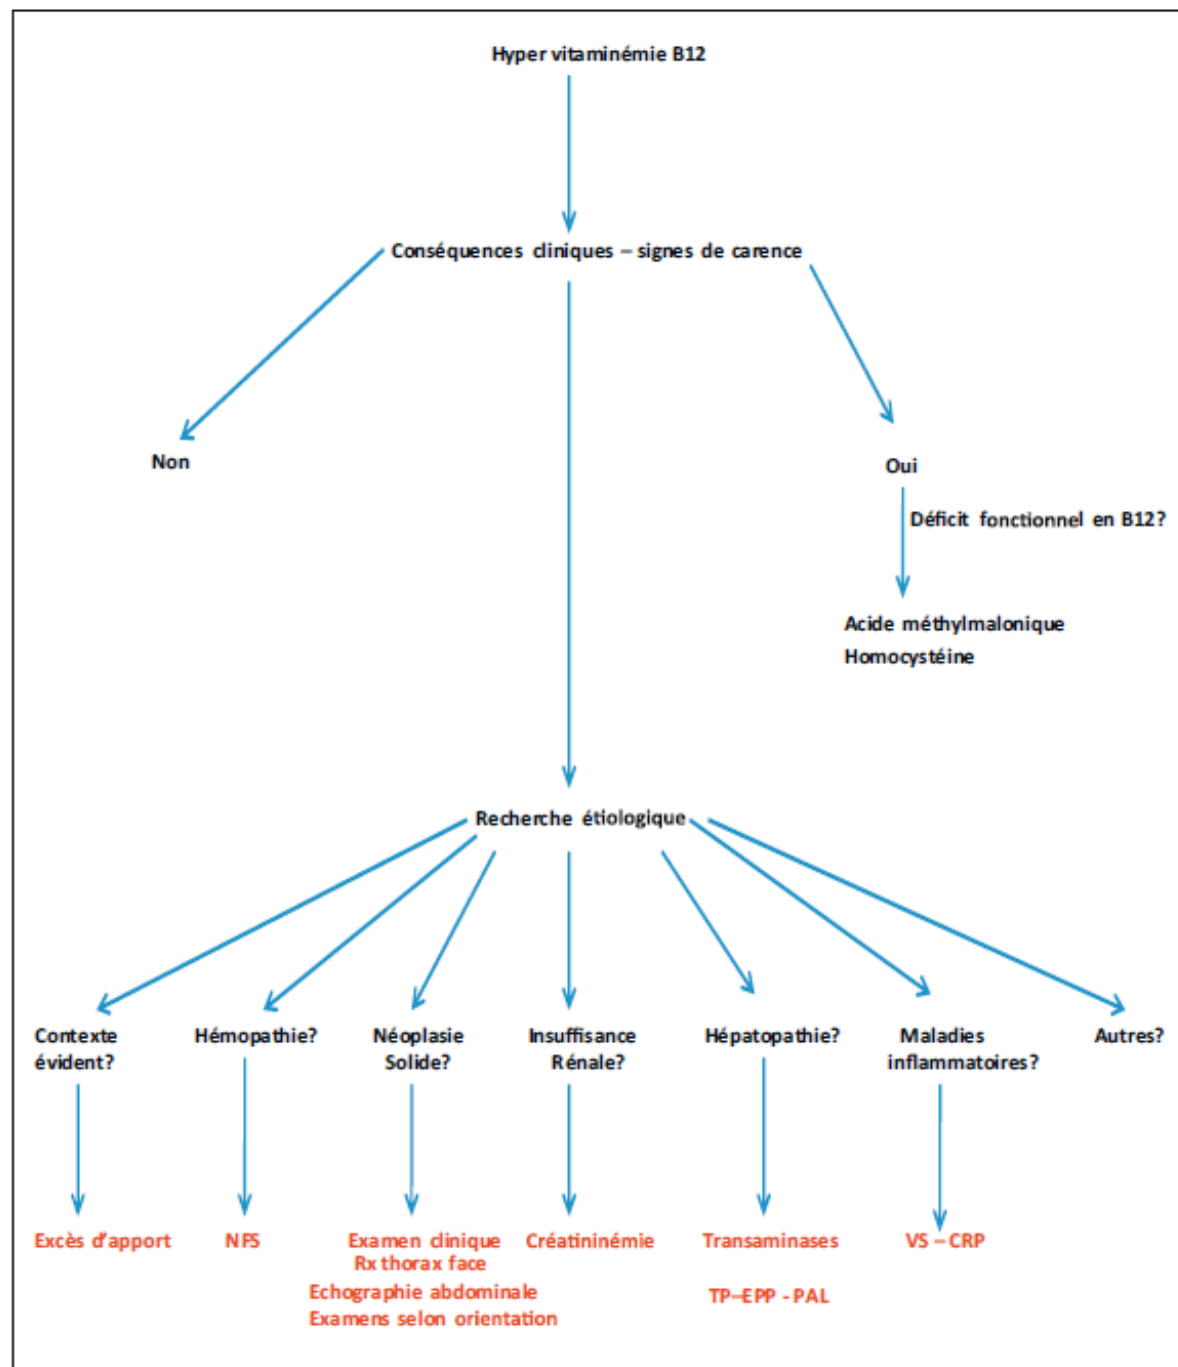 Hyper vitaminémie B12
Conséquences cliniques – signes de carence
Non
Oui
Déficit fonctionnel en B12?
Acide méthylmalonique
Homocystéine
Recherche étiologique
Contexte
évident?
Hémopathie?
Néoplasie
Solide?
Insuffisance
Rénale?
Hépatopathie?
Maladies
inflammatoires?
Autres?
Excès d'apport
NFS
Examen clinique
Rx thorax face
Echographie abdominale
Examens selon orientation
Créatininémie
Transaminases
TP–EPP - PAL
VS – CRP